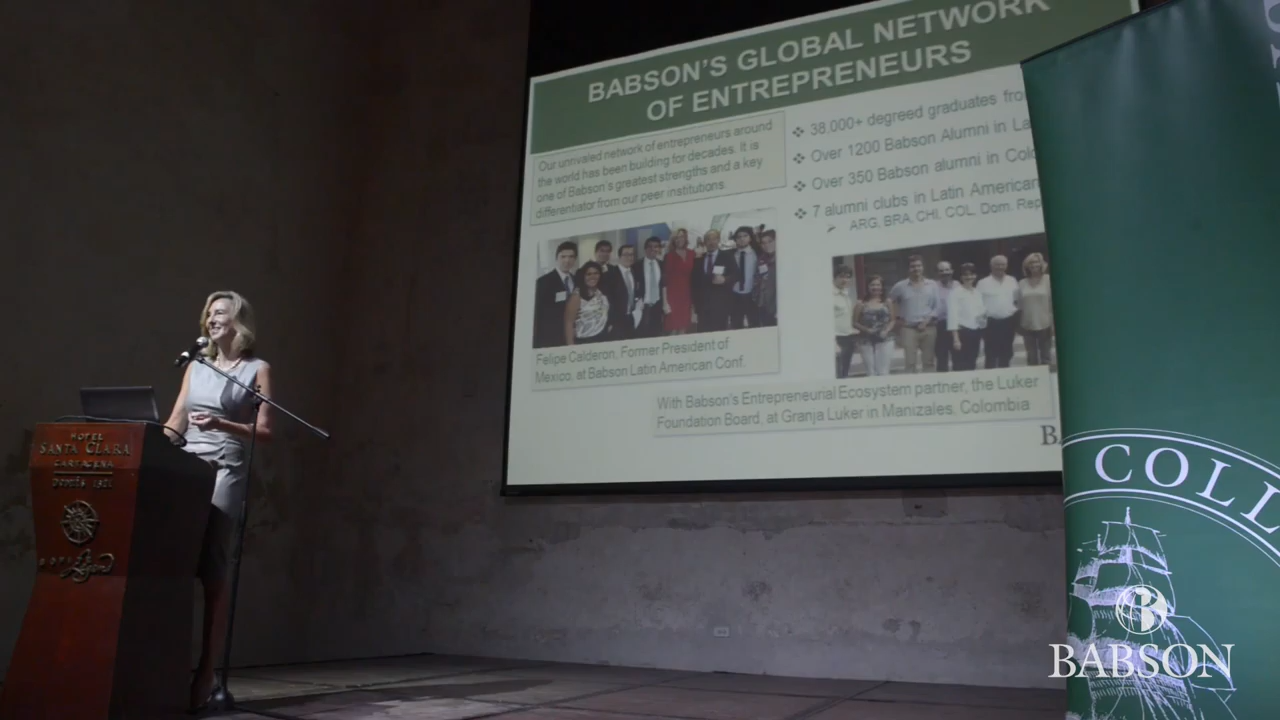 BABSON'S GLOBAL NETWORK
OF ENTREPRENEURS
Our unrivaled network of entrepreneurs around
the world has been building for decades. It is
one of Babson's greatest strengths and a key
differentiator from our peer institutions.
38,000+ degreed graduates fro
Over 1200 Babson Alumni in La
Over 350 Babson alumni in Col
7 alumni clubs in Latin American
ARG, BRA, CHI, COL, Dom. Rep
Felipe Calderon, Former President of
Mexico, at Babson Latin American Conf.
With Babson's Entrepreneurial Ecosystem partner, the Luker
Foundation Board, at Granja Luker in Manizales, Colombia
B
HOTEL
SANTA CLARA
CARTAGENA
COLL
B
BABSON